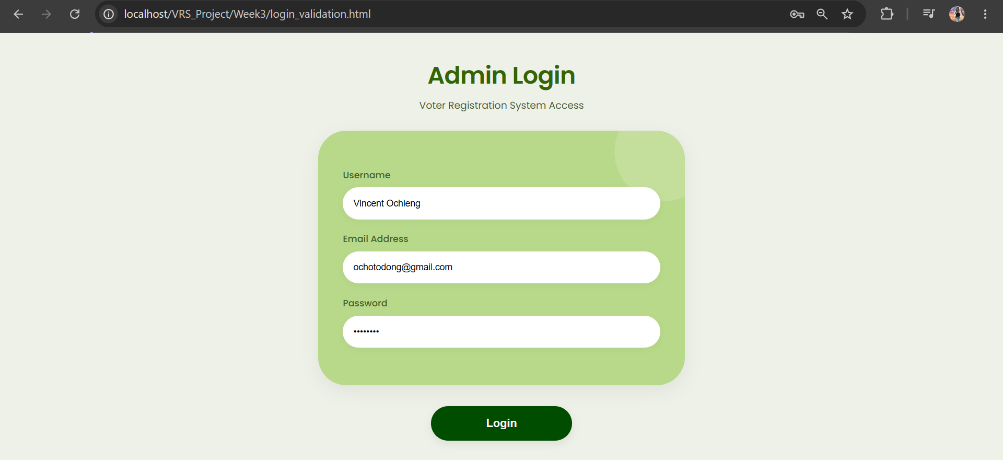 localhost/VRS_Project/Week3/login_validation.html
Admin Login
Voter Registration System Access
Username
Vincent Ochieng
Email Address
ochotodong@gmail.com
Password
••••••••
Login